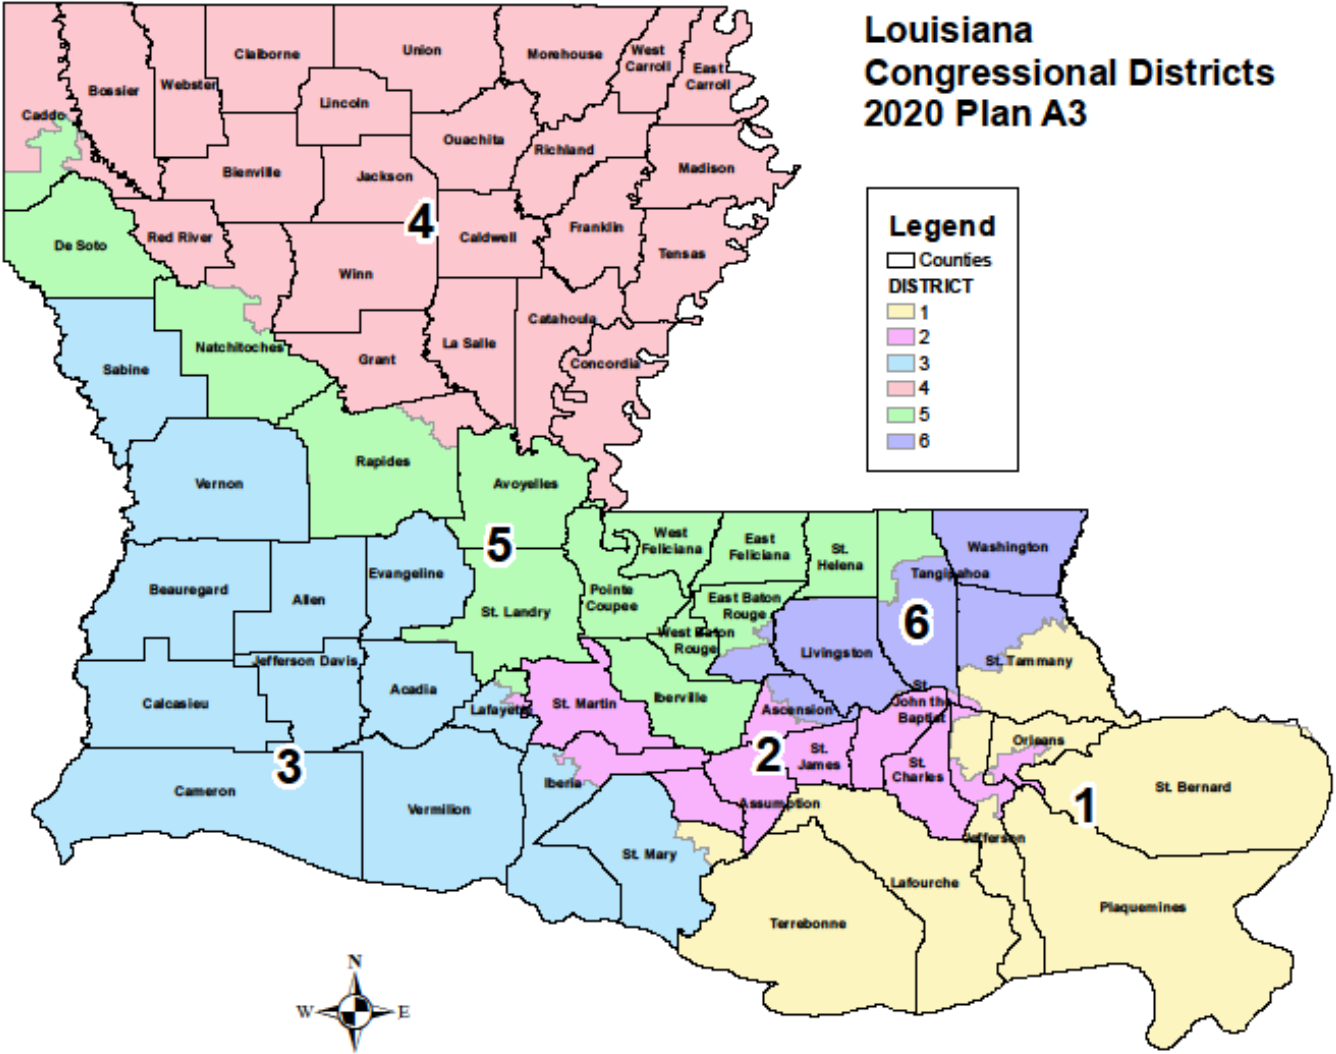 Louisiana
Congressional Districts
2020 Plan A3
Legend
Counties
DISTRICT
1
2
3
4
5
6
Caddo
Bossier
Webster
Claiborne
Union
Morehouse
West
Carroll
East
Carroll
Lincoln
Ouachita
Richland
Madison
Bienville
Jackson
4
De Soto
Red River
Winn
Caldwell
Franklin
Tensas
Natchitoches
Sabine
Grant
La Salle
Catahoula
Concordia
Vernon
Rapides
Avoyelles
5
West
Feliciana
East
Feliciana
St.
Helena
Washington
Tangipahoa
Beauregard
Allen
Evangeline
St. Landry
Pointe
Coupee
East Baton
Rouge
West Baton
Rouge
Livingston
6
St. Tammany
Jefferson Davis
Calcasieu
Acadia
Lafayette
St. Martin
Iberville
Ascension
St.
John the
Baptist
Orleans
3
2
St.
James
St.
Charles
1
St. Bernard
Cameron
Vermilion
Iberia
Assumption
St. Mary
Jefferson
Lafourche
Terrebonne
Plaquemines
N
W
E
S